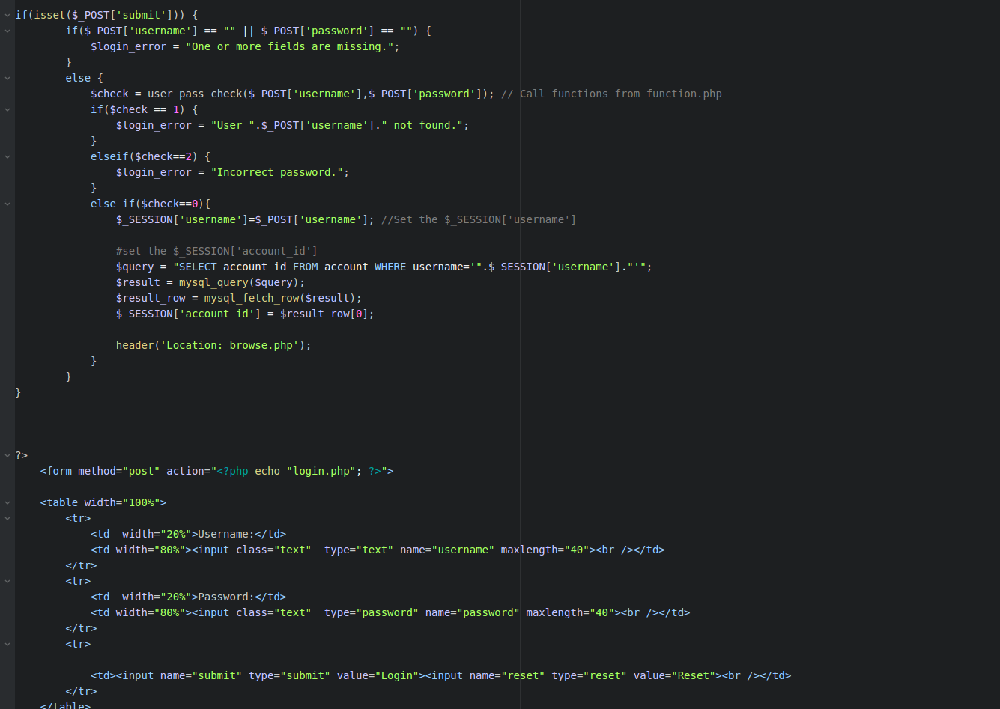 if(isset($_POST['submit'])) {
if($_POST['username'] == "" || $_POST['password'] == "") {
$login_error = "One or more fields are missing.";
}
else {
$check = user_pass_check($_POST['username'],$_POST['password']); // Call functions from function.php
if($check == 1) {
$login_error = "User ".$_POST['username']." not found.";
}
elseif($check==2) {
$login_error = "Incorrect password.";
}
else if($check==0){
$_SESSION['username']=$_POST['username']; //Set the $_SESSION['username']
#set the $_SESSION['account_id']
$query = "SELECT account_id FROM account WHERE username='".$_SESSION['username']."'";
$result = mysql_query($query);
$result_row = mysql_fetch_row($result);
$_SESSION['account_id'] = $result_row[0];
header('Location: browse.php');
}
}
}
?>
<form method="post" action="<?php echo "login.php"; ?>">
<table width="100%">
<tr>
<td  width="20%">Username:</td>
<td width="80%"><input class="text"  type="text" name="username" maxlength="40"><br /></td>
</tr>
<tr>
<td  width="20%">Password:</td>
<td width="80%"><input class="text"  type="password" name="password" maxlength="40"><br /></td>
</tr>
<tr>
<td><input name="submit" type="submit" value="Login"><input name="reset" type="reset" value="Reset"><br /></td>
</tr>
</table>